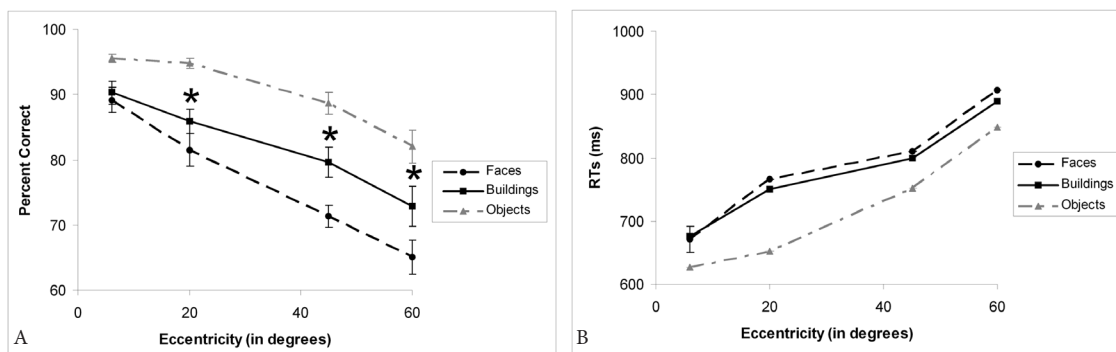 100
90
80
70
60
Percent Correct
*
*
*
0
20
40
60
Eccentricity (in degrees)
Faces
Buildings
Objects
A
1000
900
800
700
600
RTs (ms)
0
20
40
60
Eccentricity (in degrees)
Faces
Buildings
Objects
B